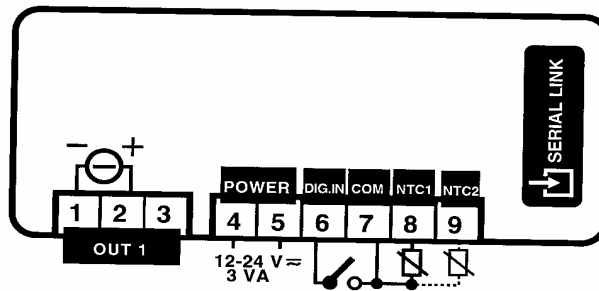 SERIAL LINK
− +
POWER DIG.IN COM NTC1 NTC2
1 2 3 4 5 6 7 8 9
OUT 1
12-24 V ≂
3 VA